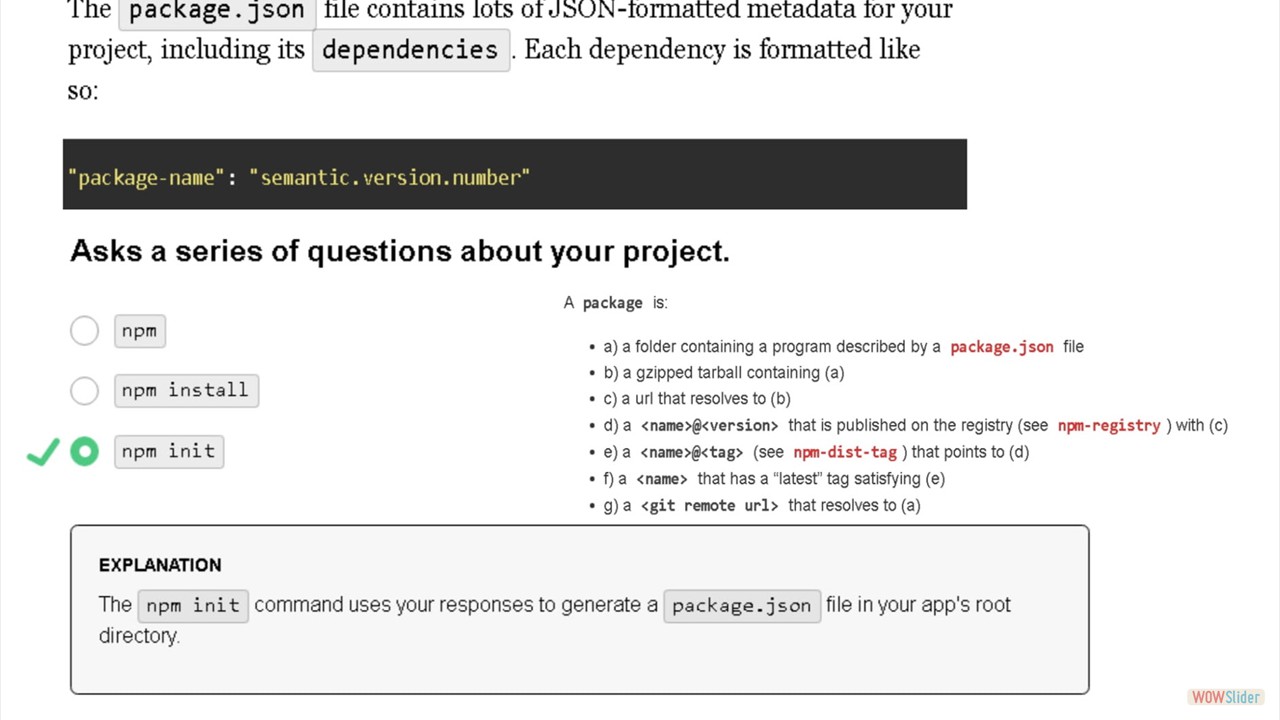 The package.json file contains lots of JSON-formatted metadata for your
project, including its dependencies. Each dependency is formatted like
so:
"package-name": "semantic.version.number"
Asks a series of questions about your project.
npm
npm install
npm init
A package is:
• a) a folder containing a program described by a package.json file
• b) a gzipped tarball containing (a)
• c) a url that resolves to (b)
• d) a <name>@<version> that is published on the registry (see npm-registry ) with (c)
• e) a <name>@<tag> (see npm-dist-tag ) that points to (d)
• f) a <name> that has a “latest” tag satisfying (e)
• g) a <git remote url> that resolves to (a)
EXPLANATION
The npm init command uses your responses to generate a package.json file in your app's root
directory.
WOWSlider